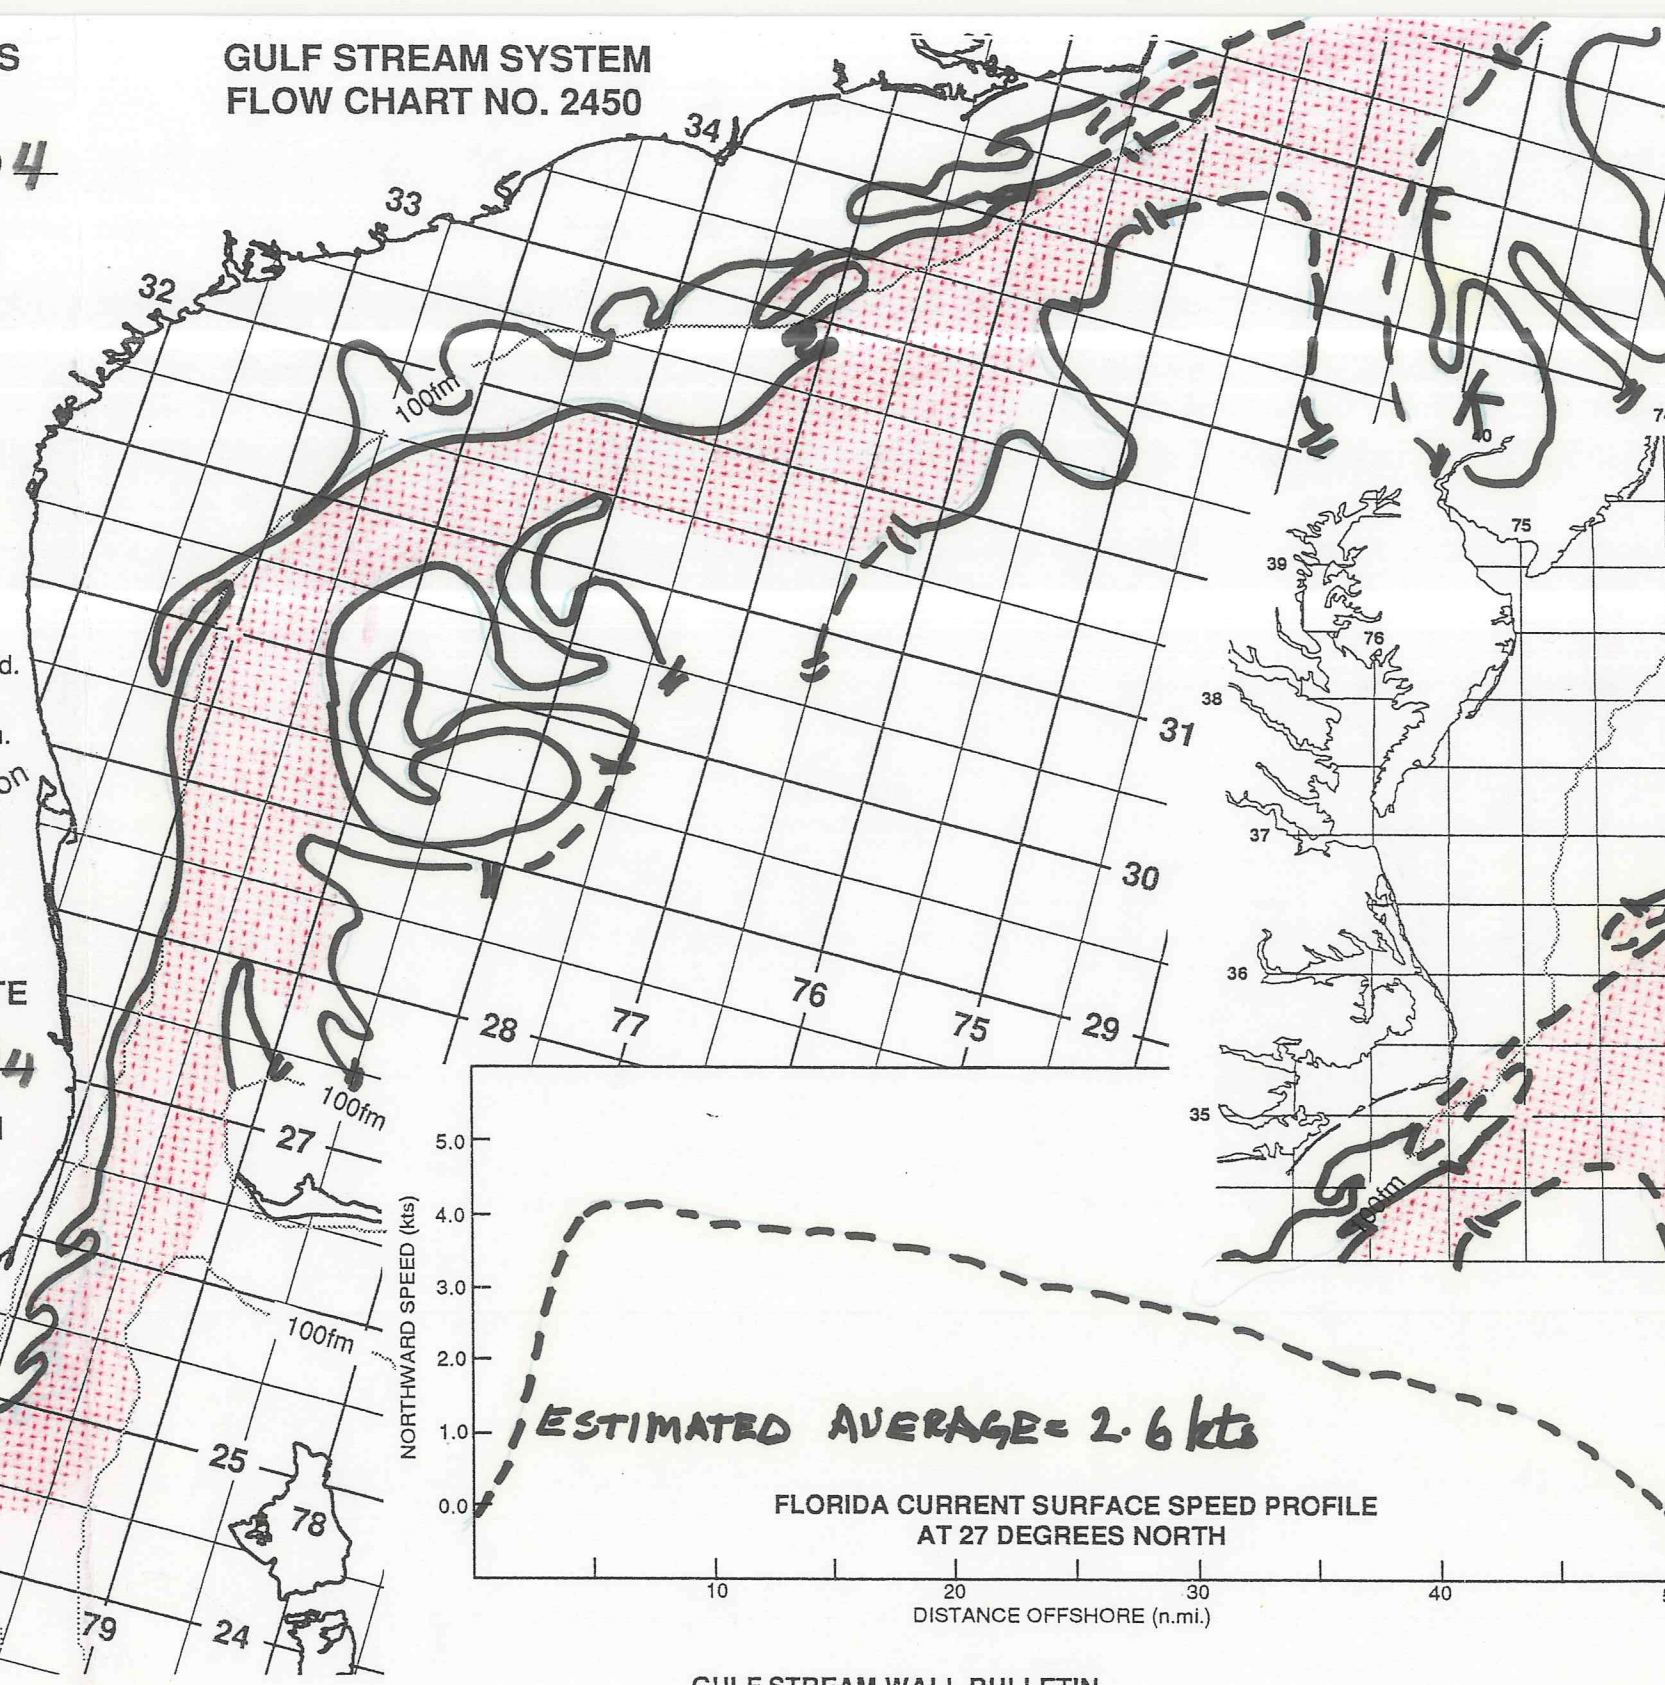 S
GULF STREAM SYSTEM
FLOW CHART NO. 2450
4
34
33
32
100fm
d.
on
TE
4
40
75
39
76
38
37
36
35
100fm
31
30
76
77
75
29
28
100fm
27
100fm
25
78
79
24
5.0
4.0
3.0
2.0
1.0
0.0
NORTHWARD SPEED (kts)
ESTIMATED AVERAGE= 2.6 kts
FLORIDA CURRENT SURFACE SPEED PROFILE
AT 27 DEGREES NORTH
10 20 30 40
DISTANCE OFFSHORE (n.mi.)
GULF STREAM WALL BULLETIN